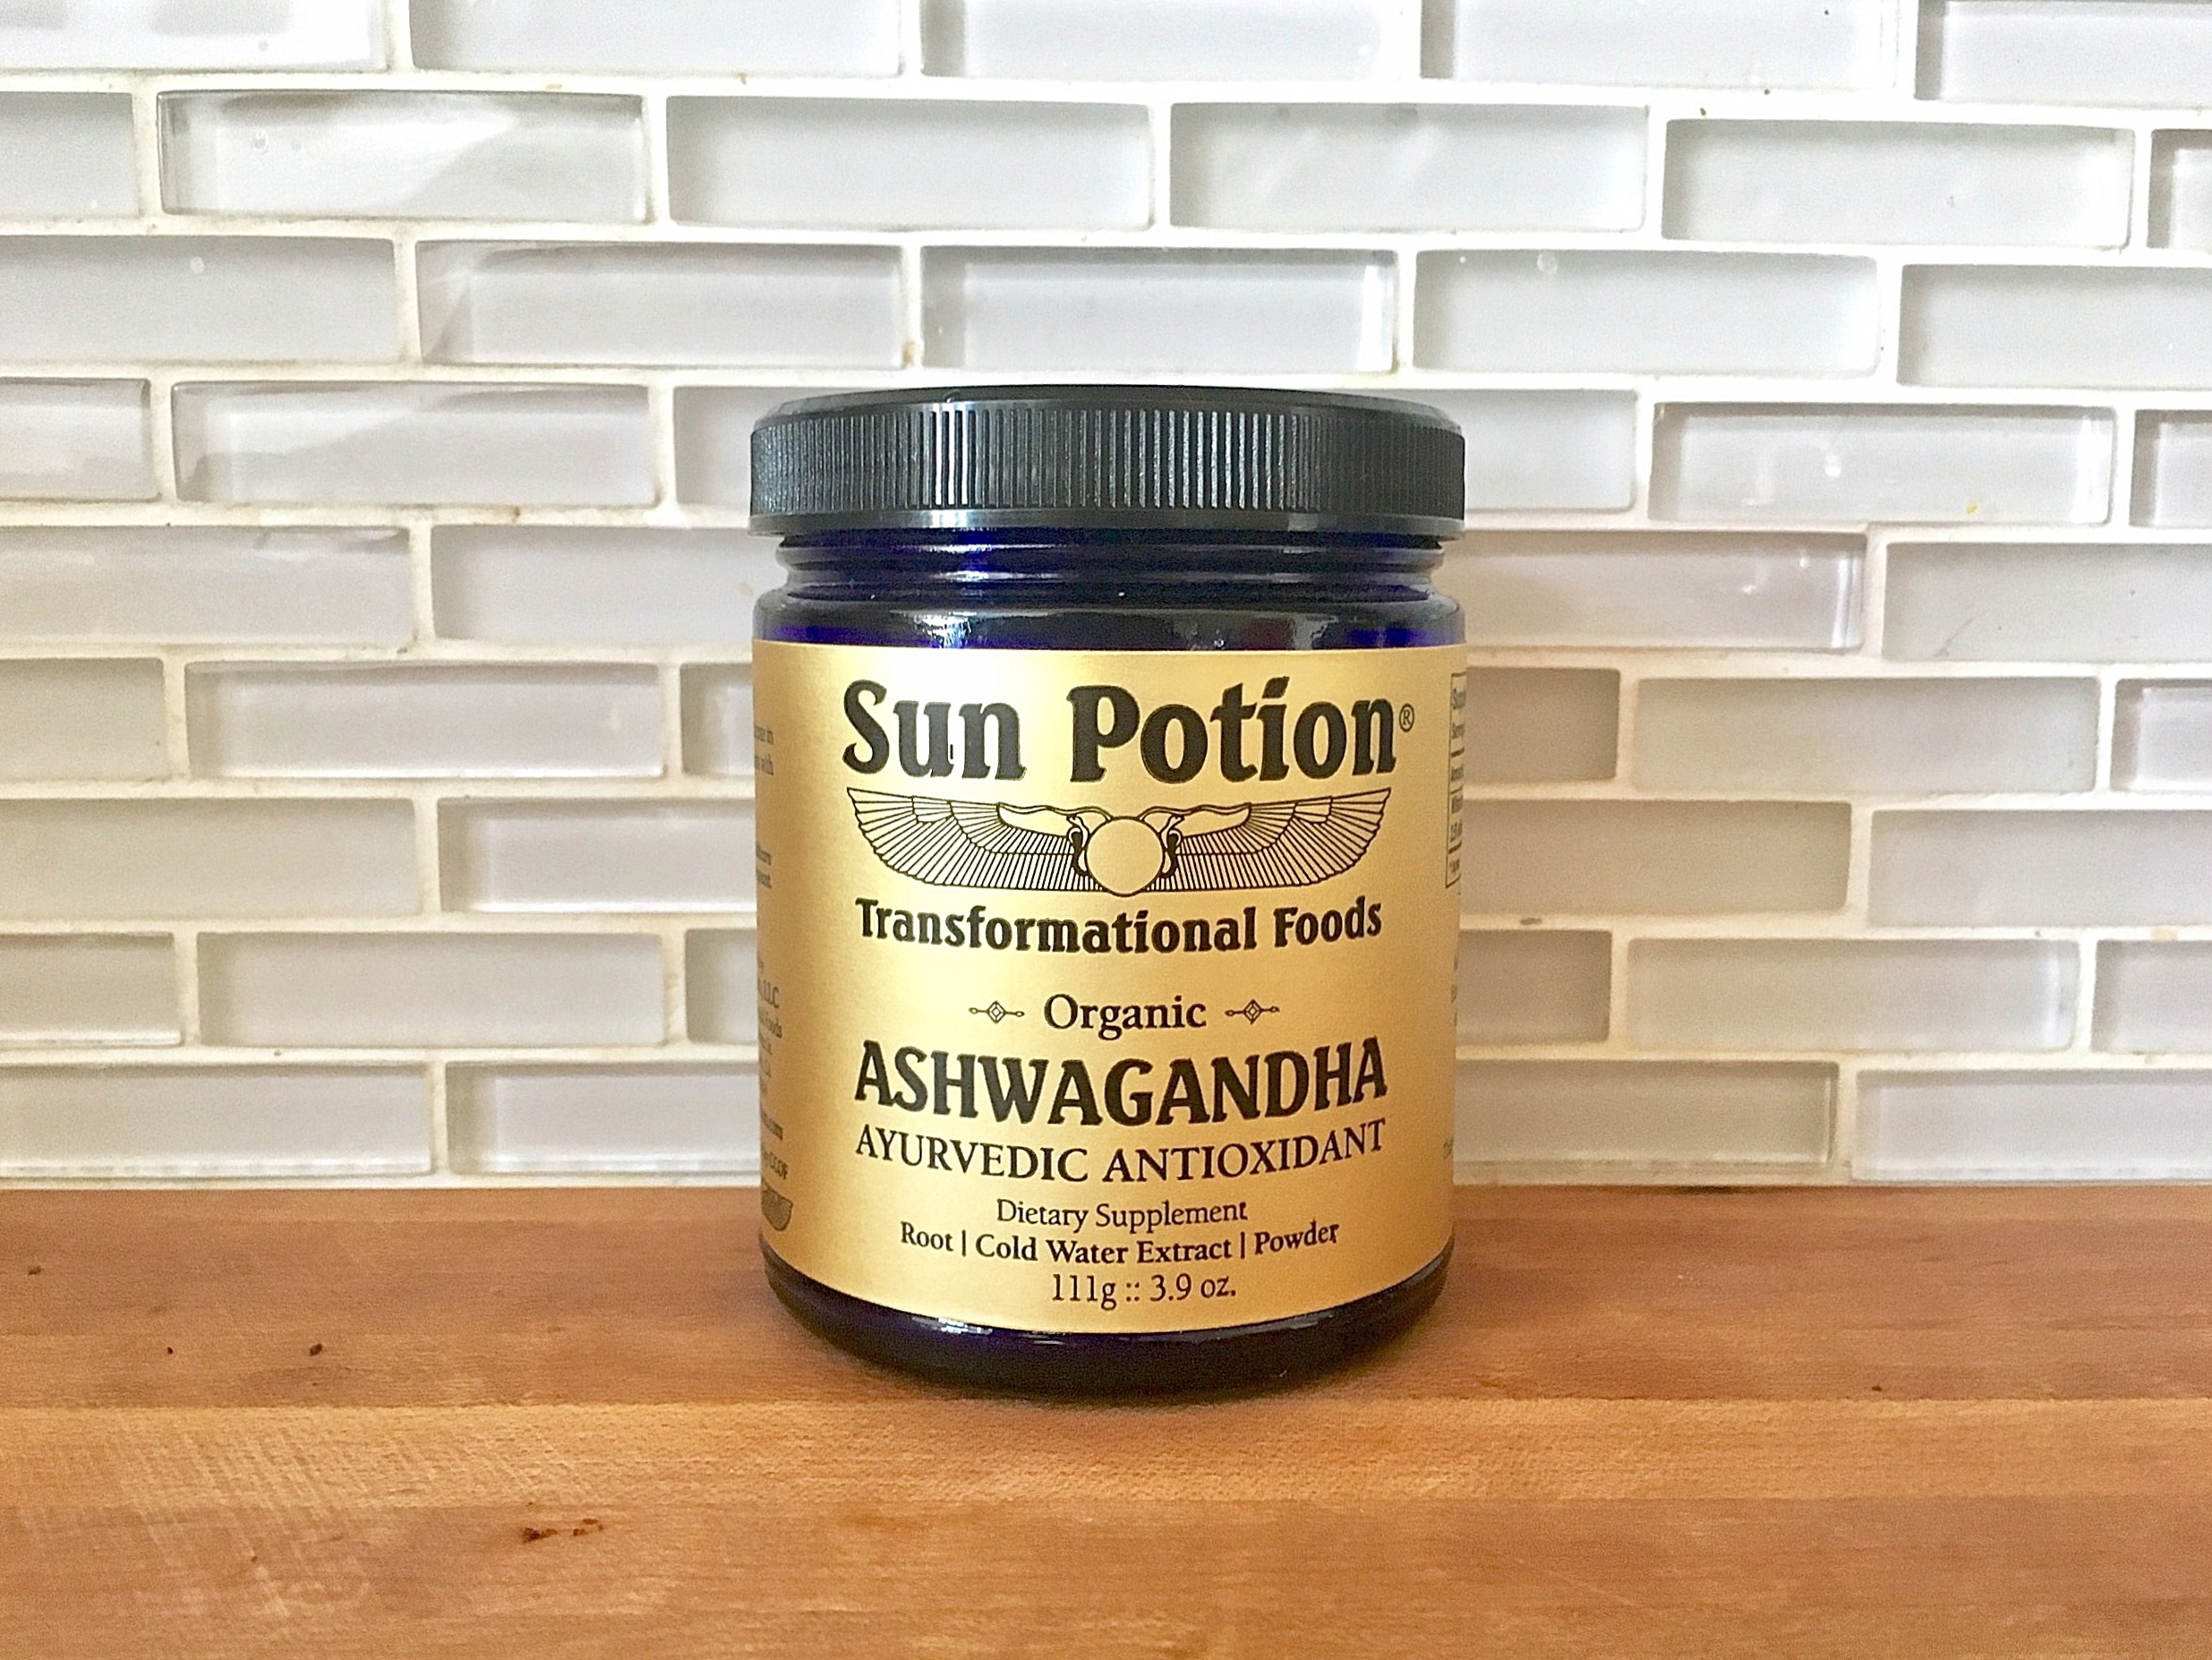 Sun Potion®
Transformational Foods
Organic
ASHWAGANDHA
AYURVEDIC ANTIOXIDANT
Dietary Supplement
Root | Cold Water Extract | Powder
111g :: 3.9 oz.